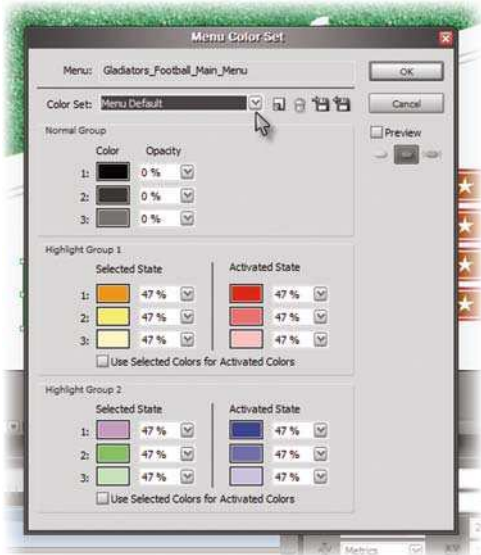 Menu Color Set
Menu: Gladiators_Football_Main_Menu
OK
Color Set: Menu Default
Cancel
Preview
Normal Group
Color Opacity
1: 0 %
2: 0 %
3: 0 %
Highlight Group 1
Selected State Activated State
1: 47 % 47 %
2: 47 % 47 %
3: 47 % 47 %
Use Selected Colors for Activated Colors
Highlight Group 2
Selected State Activated State
1: 47 % 47 %
2: 47 % 47 %
3: 47 % 47 %
Use Selected Colors for Activated Colors
Metrics